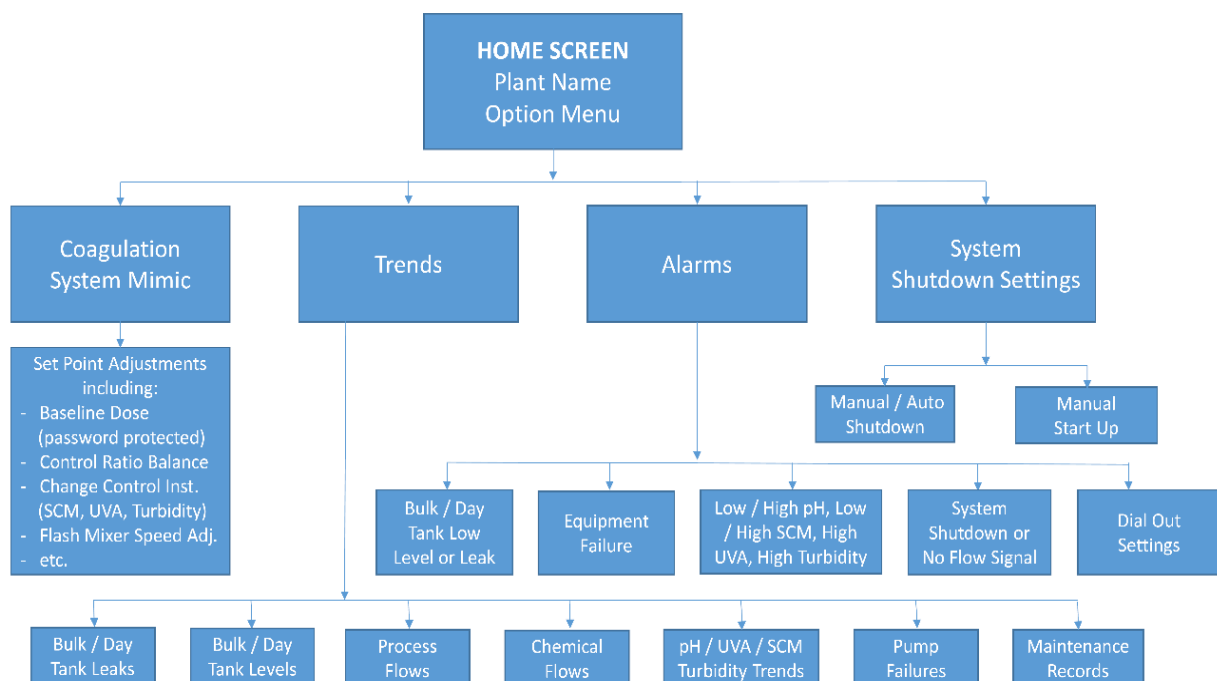 HOME SCREEN
Plant Name
Option Menu
Coagulation
System Mimic
Trends
Alarms
System
Shutdown Settings
Set Point Adjustments
including:
- Baseline Dose
(password protected)
- Control Ratio Balance
- Change Control Inst.
(SCM, UVA, Turbidity)
- Flash Mixer Speed Adj.
- etc.
Manual / Auto
Shutdown
Manual
Start Up
Bulk / Day
Tank Low
Level or Leak
Equipment
Failure
Low / High pH, Low
/ High SCM, High
UVA, High Turbidity
System
Shutdown or
No Flow Signal
Dial Out
Settings
Bulk / Day
Tank Leaks
Bulk / Day
Tank Levels
Process
Flows
Chemical
Flows
pH / UVA / SCM
Turbidity Trends
Pump
Failures
Maintenance
Records